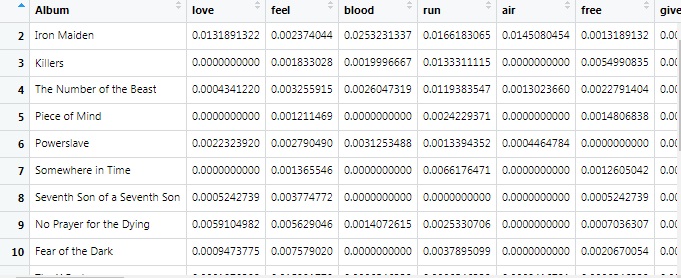 Album love feel blood run air free give
2 Iron Maiden 0.0131891322 0.002374044 0.0253231337 0.0166183065 0.0145080454 0.0013189132 0.00
3 Killers 0.0000000000 0.001833028 0.0019996667 0.0133311115 0.0000000000 0.0054990835 0.00
4 The Number of the Beast 0.0004341220 0.003255915 0.0026047319 0.0119383547 0.0013023660 0.0022791404 0.00
5 Piece of Mind 0.0000000000 0.001211469 0.0000000000 0.0024229371 0.0000000000 0.0014806838 0.00
6 Powerslave 0.0022323920 0.002790490 0.0031253488 0.0013394352 0.0004464784 0.0000000000 0.00
7 Somewhere in Time 0.0000000000 0.001365546 0.0000000000 0.0066176471 0.0000000000 0.0012605042 0.00
8 Seventh Son of a Seventh Son 0.0005242739 0.003774772 0.0000000000 0.0000000000 0.0000000000 0.0005242739 0.00
9 No Prayer for the Dying 0.0059104982 0.005629046 0.0014072615 0.0025330706 0.0000000000 0.0007036307 0.00
10 Fear of the Dark 0.0009473775 0.007579020 0.0000000000 0.0037895099 0.0000000000 0.0020670054 0.00